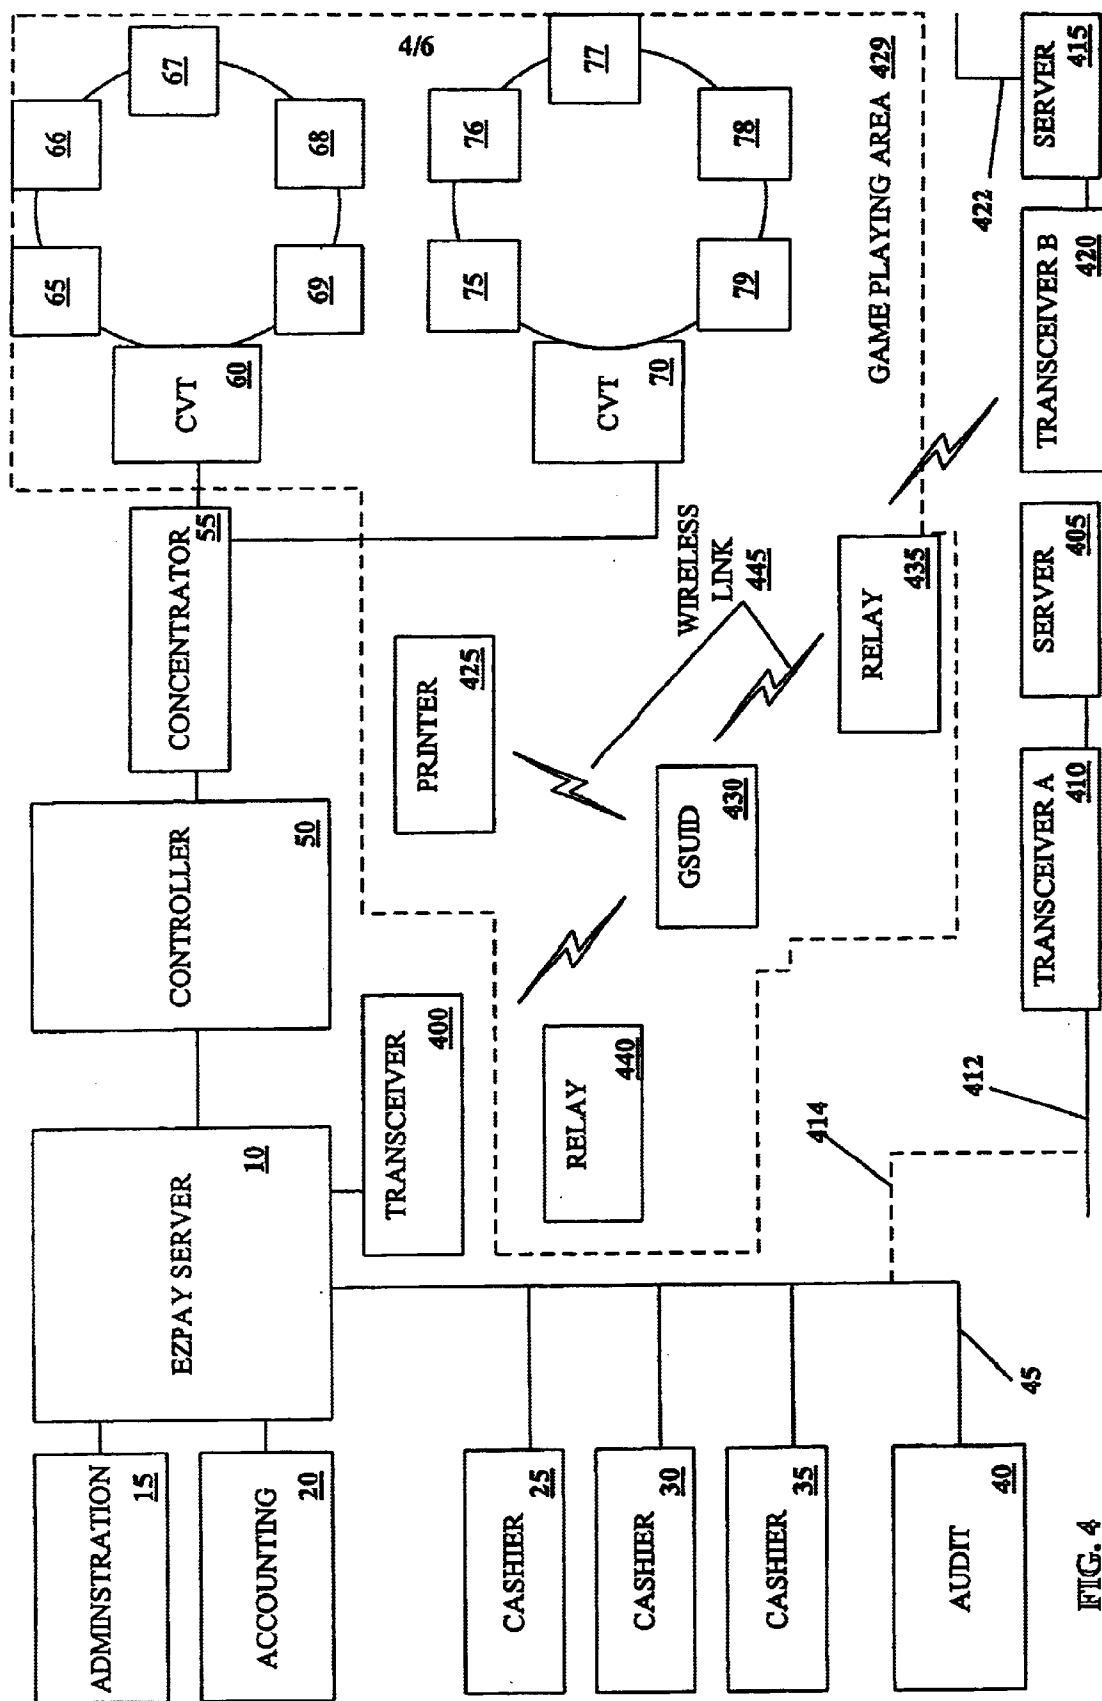 4/6
ADMINSTRATION
15
ACCOUNTING
20
EZPAY SERVER
10
CONTROLLER
50
CONCENTRATOR
55
CVT
60
65
66
67
68
69
CVT
70
75
76
77
78
79
GAME PLAYING AREA 429
CASHIER
25
CASHIER
30
CASHIER
35
AUDIT
40
45
TRANSCEIVER
400
RELAY
440
PRINTER
425
GSUID
430
WIRELESS
LINK
445
RELAY
435
414
412
TRANSCEIVER A
410
SERVER
405
TRANSCEIVER B
420
SERVER
415
422
FIG. 4